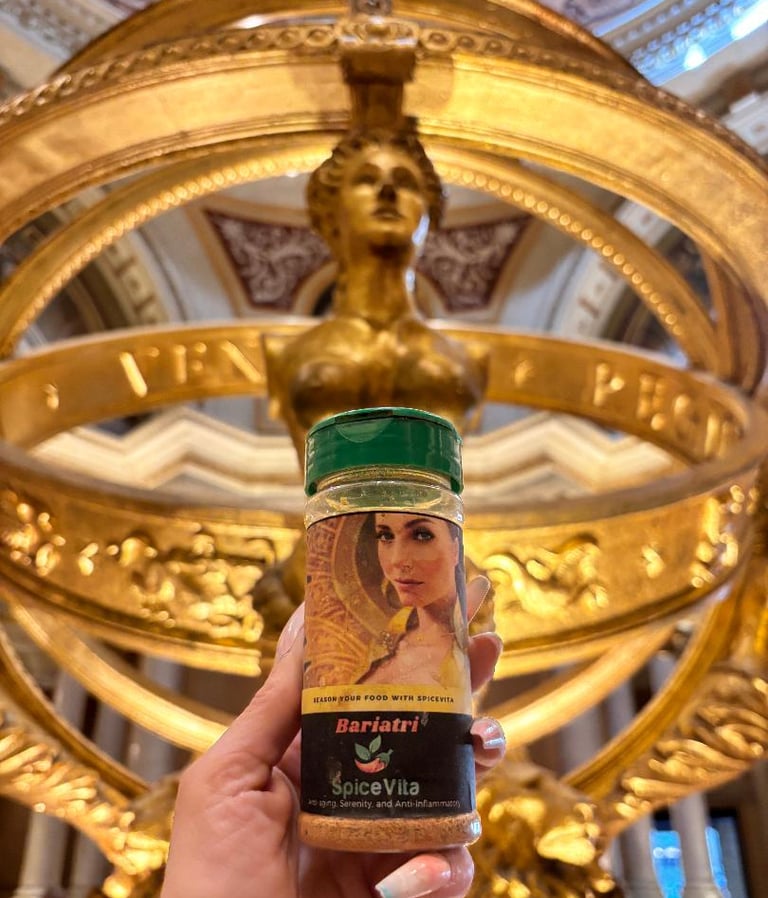 SEASON YOUR FOOD WITH SPICEVITA
Bariatri
SpiceVita
Anti-aging, Serenity, and Anti-Inflammatory